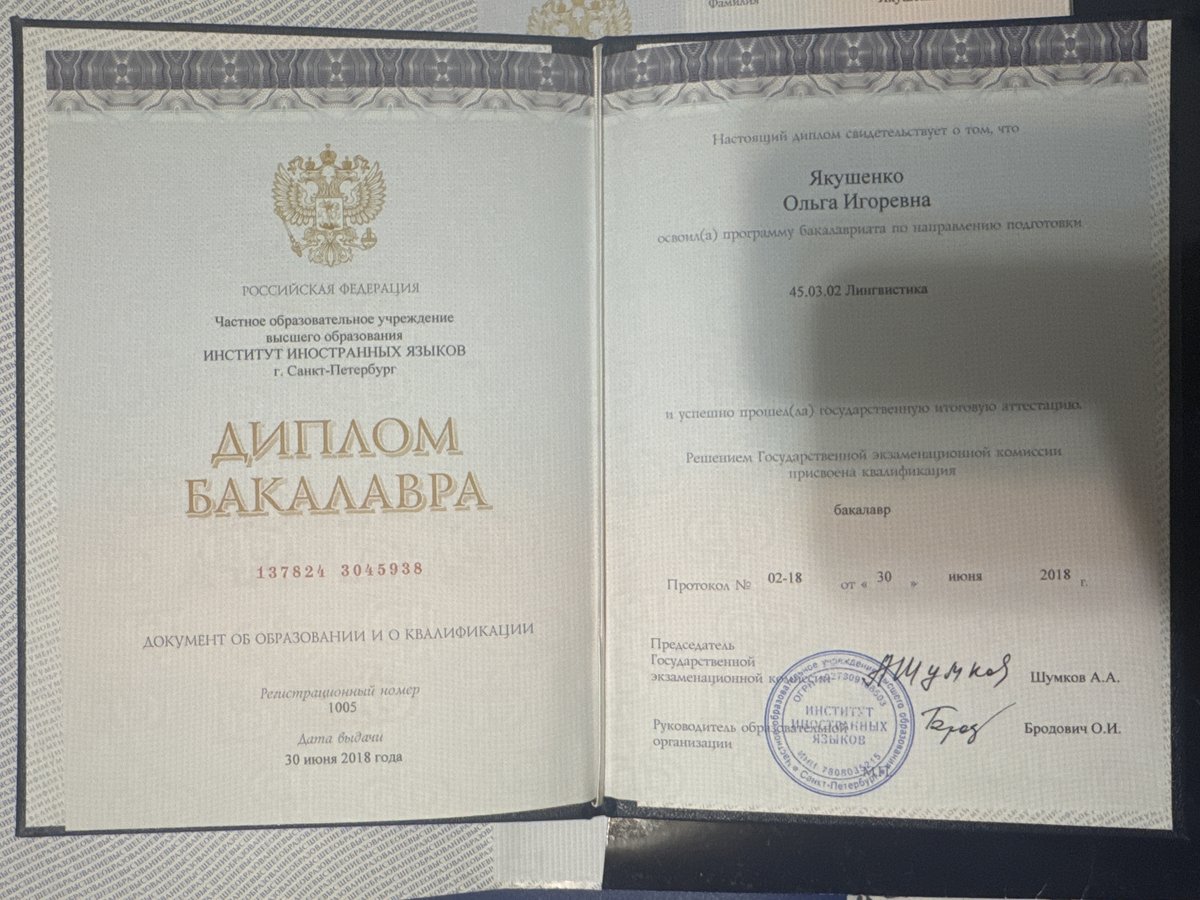 Фамилия
РОССИЙСКАЯ ФЕДЕРАЦИЯ
Частное образовательное учреждение
высшего образования
ИНСТИТУТ ИНОСТРАННЫХ ЯЗЫКОВ
г. Санкт-Петербург
ДИПЛОМ
БАКАЛАВРА
137824 3045938
ДОКУМЕНТ ОБ ОБРАЗОВАНИИ И О КВАЛИФИКАЦИИ
Регистрационный номер
1005
Дата выдачи
30 июня 2018 года
Настоящий диплом свидетельствует о том, что
Якушенко
Ольга Игоревна
освоил(а) программу бакалавриата по направлению подготовки
45.03.02 Лингвистика
и успешно прошел(ла) государственную итоговую аттестацию.
Решением Государственной экзаменационной комиссии
присвоена квалификация
бакалавр
Протокол № 02-18 от « 30 » июня 2018 г.
Председатель
Государственной
экзаменационной комиссии
Шумков А.А.
Руководитель образовательной
организации
Бродович О.И.
ИНСТИТУТ
ИНОСТРАННЫХ
ЯЗЫКОВ
М.П.